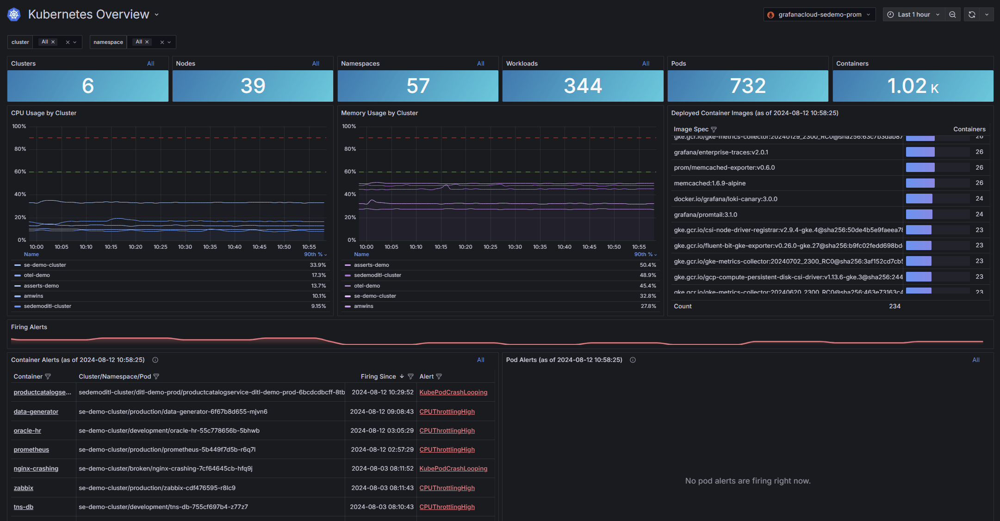 Kubernetes Overview
grafanacloud-sedemo-prom
Last 1 hour
cluster All
namespace All
Clusters All
6
Nodes All
39
Namespaces All
57
Workloads All
344
Pods
732
Containers
1.02 K
CPU Usage by Cluster
100%
80%
60%
40%
20%
0%
10:00 10:05 10:10 10:15 10:20 10:25 10:30 10:35 10:40 10:45 10:50 10:55
Name 90th %
se-demo-cluster 33.9%
otel-demo 17.3%
asserts-demo 13.7%
amwins 10.1%
sedemoditl-cluster 9.15%
Memory Usage by Cluster
100%
80%
60%
40%
20%
0%
10:00 10:05 10:10 10:15 10:20 10:25 10:30 10:35 10:40 10:45 10:50 10:55
Name 90th %
asserts-demo 50.4%
sedemoditl-cluster 48.9%
otel-demo 45.4%
se-demo-cluster 32.8%
amwins 27.8%
Deployed Container Images (as of 2024-08-12 10:58:25)
Image Spec Containers
gke.gcr.io/gke-metrics-collector:20240129_2300_RC0@sha256:63c7b3dab87 26
grafana/enterprise-traces:v2.0.1 26
prom/memcached-exporter:v0.6.0 26
memcached:1.6.9-alpine 26
docker.io/grafana/loki-canary:3.0.0 24
grafana/promtail:3.1.0 24
gke.gcr.io/csi-node-driver-registrar:v2.9.4-gke.4@sha256:50de4b5e9faeea78 23
gke.gcr.io/fluent-bit-gke-exporter:v0.26.0-gke.27@sha256:b9fc02fedd698bd 23
gke.gcr.io/gke-metrics-collector:20240702_2300_RC0@sha256:3af152cd7cb5 23
gke.gcr.io/gcp-compute-persistent-disk-csi-driver:v1.13.6-gke.3@sha256:244 23
gke.gcr.io/gke-metrics-collector:20240620_2300_RC0@sha256:463e73163c4 23
Count 234
Firing Alerts
Container Alerts (as of 2024-08-12 10:58:25) All
Container Cluster/Namespace/Pod Firing Since Alert
productcatalogse... sedemoditl-cluster/ditl-demo-prod/productcatalogservice-ditl-demo-prod-6bcdcdbcff-8tb 2024-08-12 10:29:52 KubePodCrashLooping
data-generator se-demo-cluster/production/data-generator-6f67b8d655-mjvn6 2024-08-12 09:08:43 CPUThrottlingHigh
oracle-hr se-demo-cluster/development/oracle-hr-55c778656b-5bhwb 2024-08-12 03:05:29 CPUThrottlingHigh
prometheus se-demo-cluster/production/prometheus-5b449f7d5b-r6q7l 2024-08-12 02:57:29 CPUThrottlingHigh
nginx-crashing se-demo-cluster/broken/nginx-crashing-7cf64645cb-hfq9j 2024-08-03 08:11:52 KubePodCrashLooping
zabbix se-demo-cluster/production/zabbix-cdf476595-r8lc9 2024-08-03 08:11:43 CPUThrottlingHigh
tns-db se-demo-cluster/development/tns-db-755cf697b4-z77z7 2024-08-03 08:10:43 CPUThrottlingHigh
Pod Alerts (as of 2024-08-12 10:58:25) All
No pod alerts are firing right now.